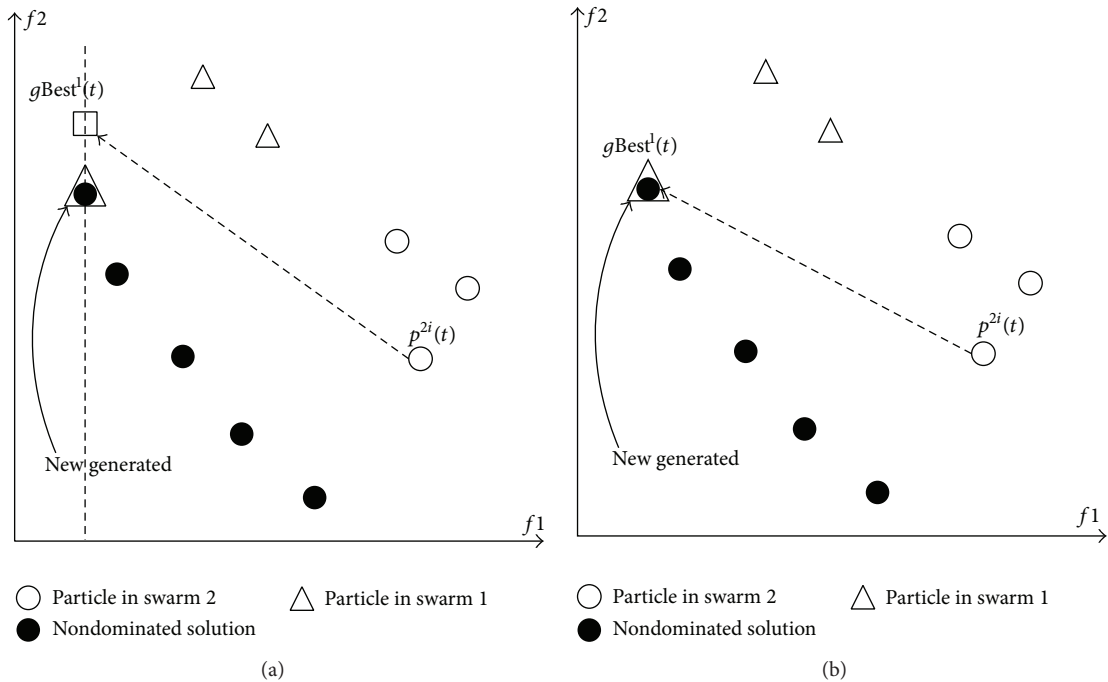 f2
gBest¹(t)
p²ⁱ(t)
New generated
f1
Particle in swarm 2
Particle in swarm 1
Nondominated solution
(a)
f2
gBest¹(t)
p²ⁱ(t)
New generated
f1
Particle in swarm 2
Particle in swarm 1
Nondominated solution
(b)